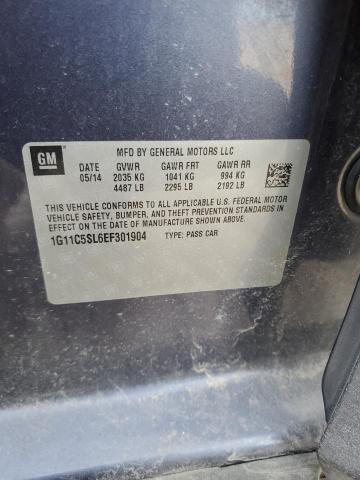 GM
MFD BY GENERAL MOTORS LLC
DATE GVWR GAWR FRT GAWR RR
05/14 2035 KG 1041 KG 994 KG
4487 LB 2295 LB 2192 LB
THIS VEHICLE CONFORMS TO ALL APPLICABLE U.S. FEDERAL MOTOR
VEHICLE SAFETY, BUMPER, AND THEFT PREVENTION STANDARDS
IN EFFECT ON THE DATE OF MANUFACTURE SHOWN ABOVE.
1G11C5SL6EF301904 TYPE: PASS CAR